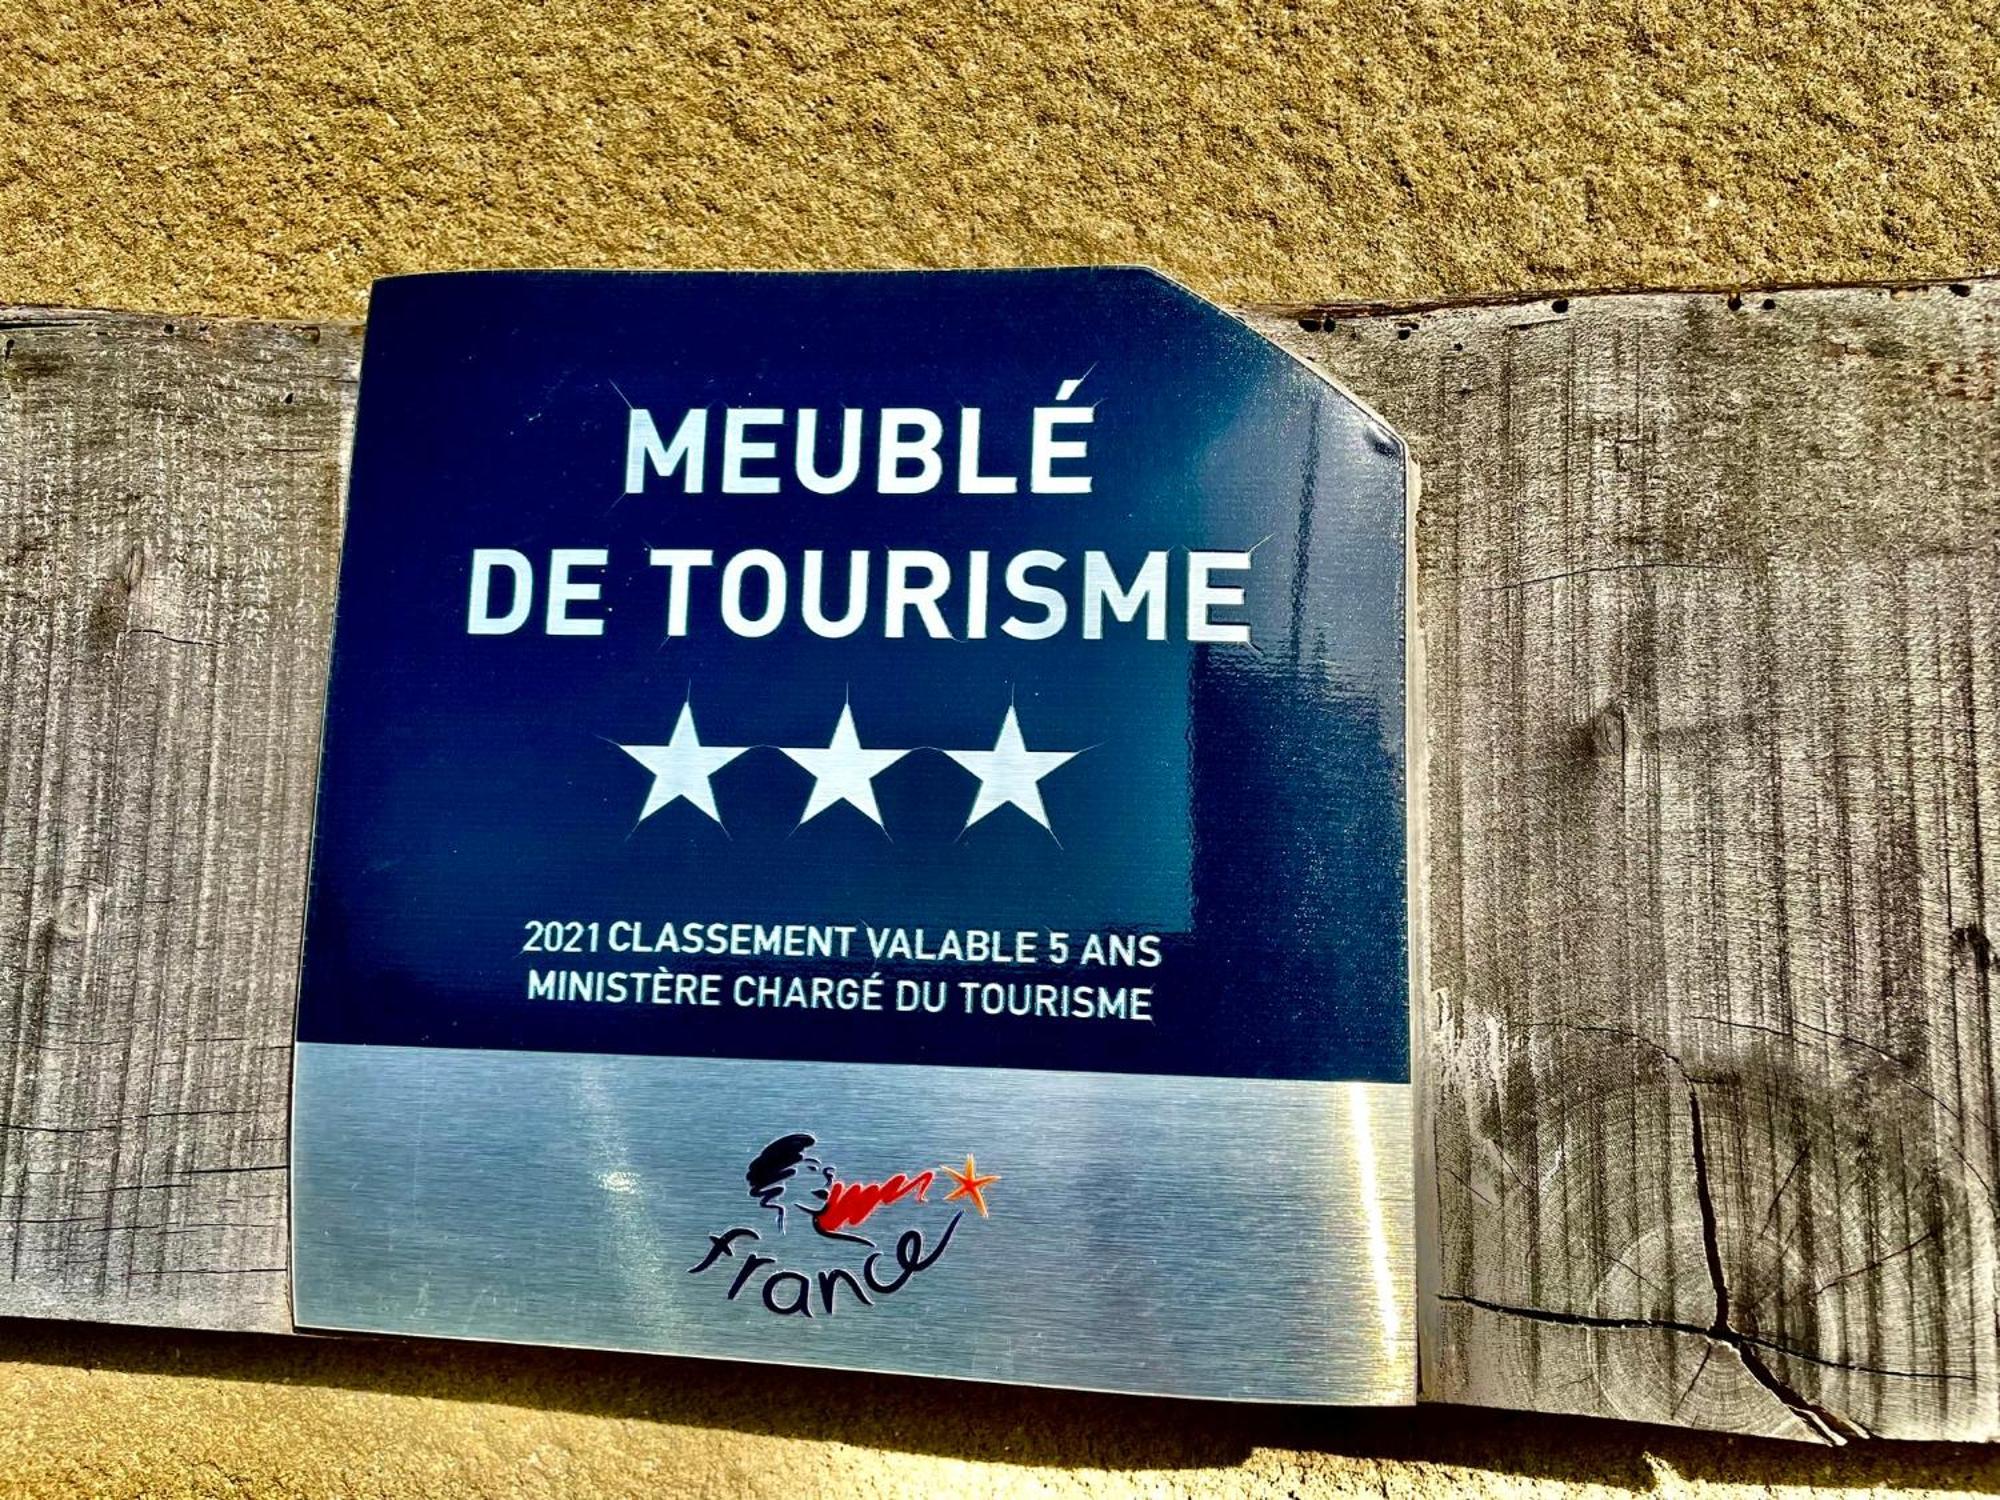 MEUBLÉ
DE TOURISME
2021 CLASSEMENT VALABLE 5 ANS
MINISTÈRE CHARGÉ DU TOURISME
france